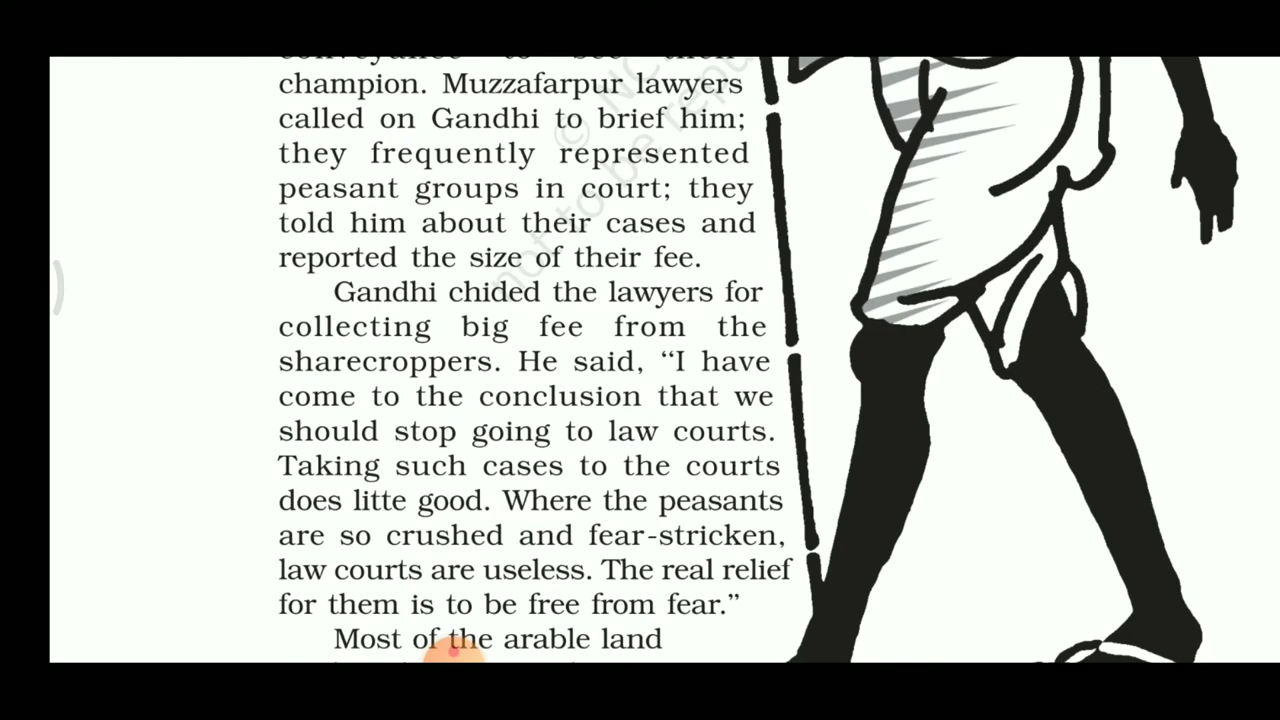 champion. Muzzafarpur lawyers
called on Gandhi to brief him;
they frequently represented
peasant groups in court; they
told him about their cases and
reported the size of their fee.
Gandhi chided the lawyers for
collecting big fee from the
sharecroppers. He said, “I have
come to the conclusion that we
should stop going to law courts.
Taking such cases to the courts
does litte good. Where the peasants
are so crushed and fear-stricken,
law courts are useless. The real relief
for them is to be free from fear.”
Most of the arable land
not to be